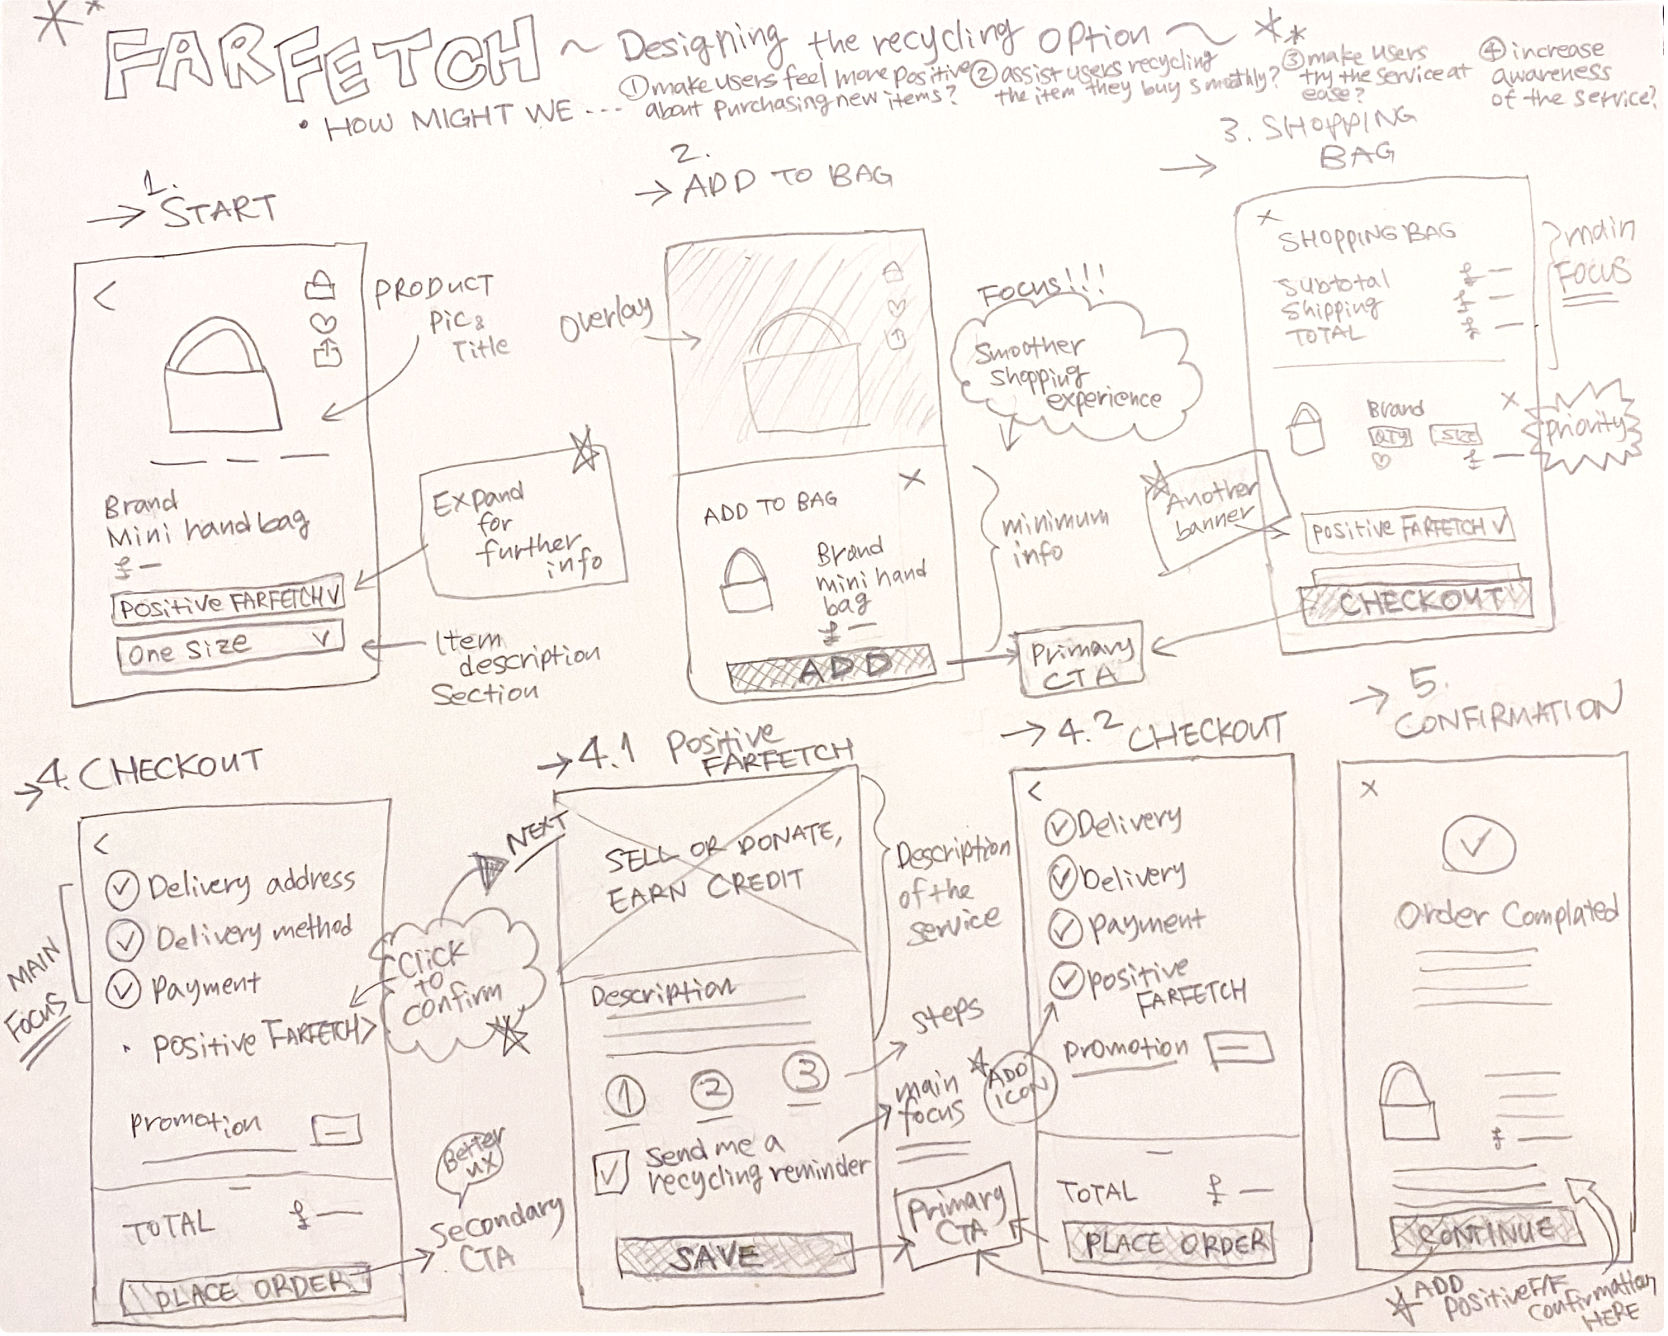 FARFETCH ~ Designing the recycling option ~
• HOW MIGHT WE ---
① make users feel more positive
about purchasing new items?
② assist users recycling
the item they buy smoothly?
③ make users
try the service at
ease?
④ increase
awareness
of the service?
→ 1. START
<
PRODUCT
Pic &
Title
Brand
Mini handbag
£ —
Positive FARFETCH ∨
One Size ∨
Expand
for
further
info
Item
description
Section
→ 2. ADD TO BAG
Overlay
ADD TO BAG
×
Brand
mini hand
bag
£ —
ADD
Focus!!!
Smoother
shopping
experience
minimum
info
Primary
CTA
→ 3. SHOPPING
BAG
×
SHOPPING BAG
Subtotal £ —
Shipping £ —
TOTAL £ —
main
Focus
Brand ×
QTY SIZE
£ —
priority
Another
banner
Positive FARFETCH ∨
CHECKOUT
→ 4. CHECKOUT
<
Delivery address
Delivery method
Payment
• Positive FARFETCH >
MAIN
Focus
Click
to
confirm
Promotion
TOTAL £ —
PLACE ORDER
Better
UX
Secondary
CTA
NEXT
→ 4.1 Positive
FARFETCH
SELL OR DONATE,
EARN CREDIT
Description
of the
service
Description
① ② ③
steps
Send me a
recycling reminder
main
focus
SAVE
Primary
CTA
→ 4.2 CHECKOUT
<
Delivery
Delivery
Payment
Positive
FARFETCH
ADD
ICON
Promotion
TOTAL £ —
PLACE ORDER
→ 5.
CONFIRMATION
×
Order Complated
£ —
CONTINUE
ADD
Positive F/F
Confirmation
HERE